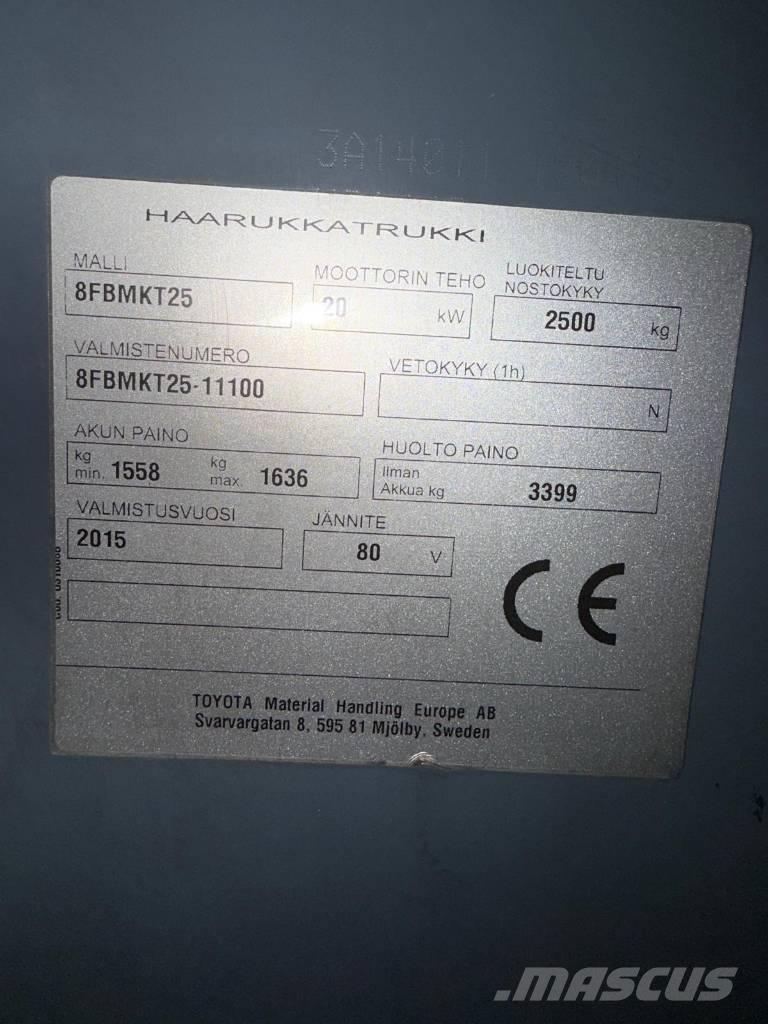 3A14071
HAARUKKATRUKKI
MALLI
8FBMKT25
MOOTTORIN TEHO
20 kW
LUOKITELTU
NOSTOKYKY
2500 kg
VALMISTENUMERO
8FBMKT25-11100
VETOKYKY (1h)
N
AKUN PAINO
kg min. 1558 kg max. 1636
HUOLTO PAINO
Ilman
Akkua kg 3399
VALMISTUSVUOSI
2015
JÄNNITE
80 V
CE
TOYOTA Material Handling Europe AB
Svarvargatan 8, 595 81 Mjölby, Sweden
MASCUS